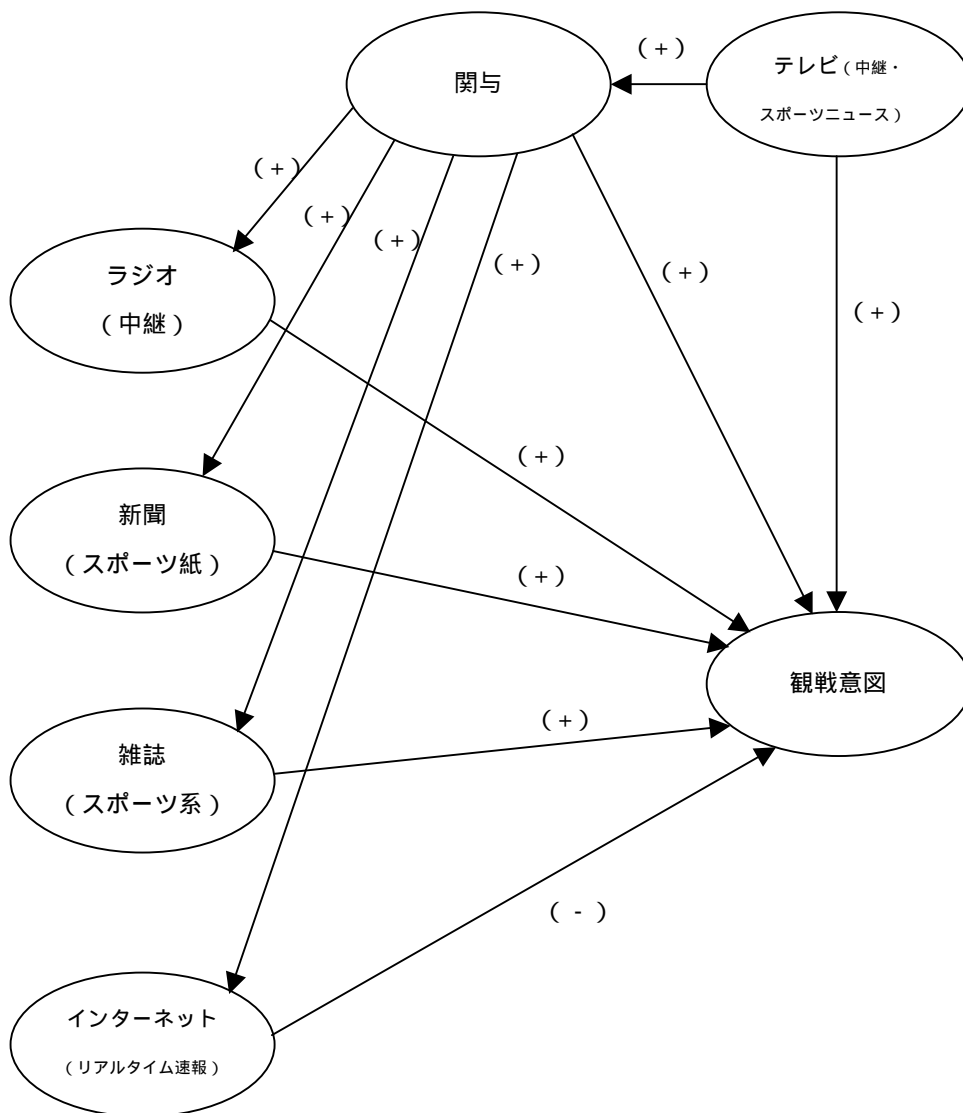 関与
(+)
テレビ(中継・
スポーツニュース)
(+)
(+)
(+)
(+)
(+)
(+)
ラジオ
(中継)
(+)
新聞
(スポーツ紙)
(+)
観戦意図
雑誌
(スポーツ系)
(+)
(-)
インターネット
(リアルタイム速報)